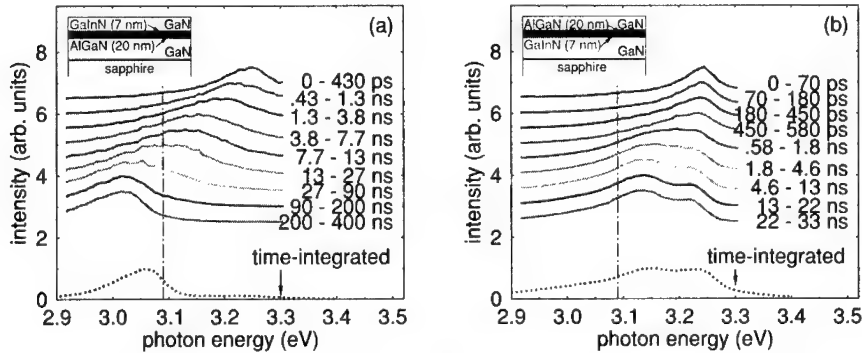 (a)
GaInN (7 nm) GaN
AlGaN (20 nm) GaN
sapphire
intensity (arb. units)
8
6
4
2
0
0 - 430 ps
.43 - 1.3 ns
1.3 - 3.8 ns
3.8 - 7.7 ns
7.7 - 13 ns
13 - 27 ns
27 - 90 ns
90 - 200 ns
200 - 400 ns
time-integrated
2.9 3.0 3.1 3.2 3.3 3.4 3.5
photon energy (eV)
(b)
AlGaN (20 nm) GaN
GaInN (7 nm) GaN
sapphire
intensity (arb. units)
8
6
4
2
0
0 - 70 ps
70 - 180 ps
180 - 450 ps
450 - 580 ps
.58 - 1.8 ns
1.8 - 4.6 ns
4.6 - 13 ns
13 - 22 ns
22 - 33 ns
time-integrated
2.9 3.0 3.1 3.2 3.3 3.4 3.5
photon energy (eV)